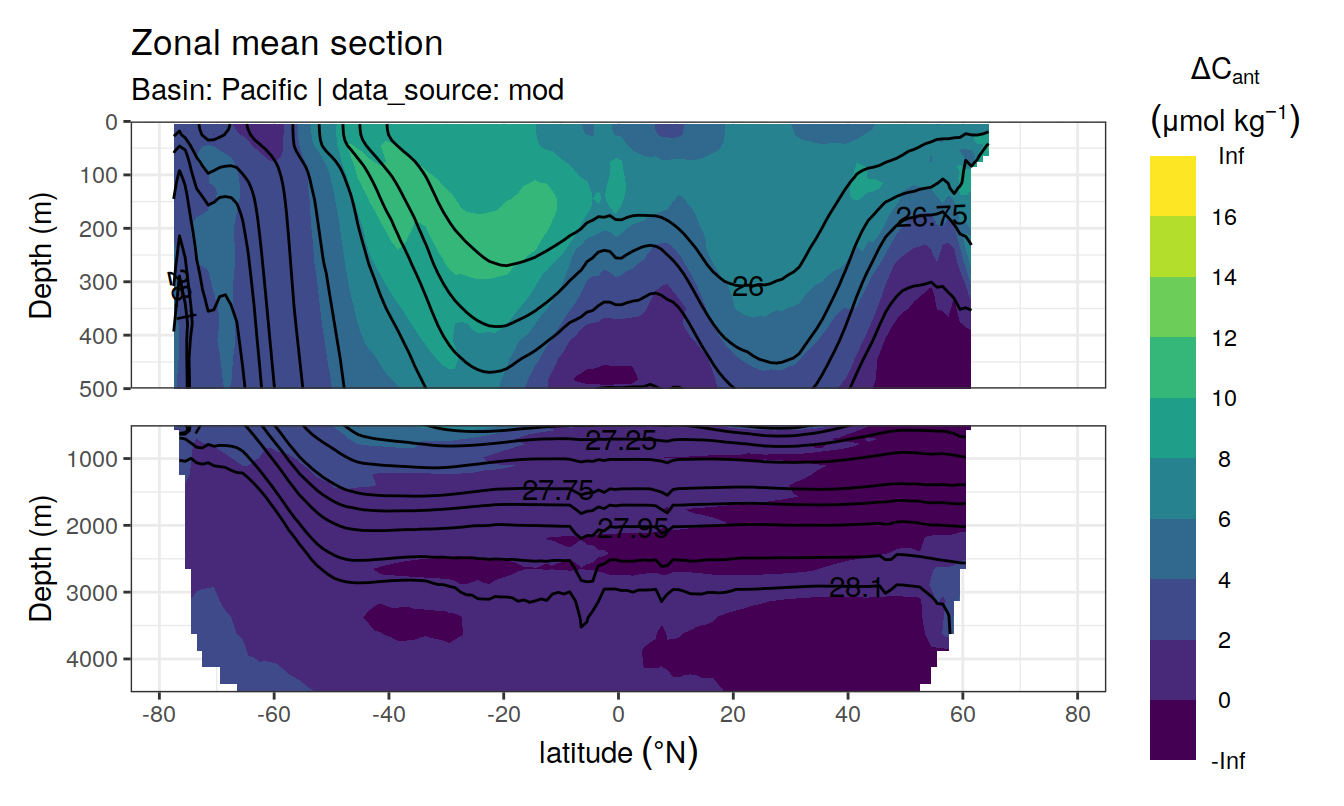 Zonal mean section
Basin: Pacific | data_source: mod
ΔCant
(μmol kg⁻¹)
Inf
16
14
12
10
8
6
4
2
0
-Inf
Depth (m)
0
100
200
300
400
500
26.75
26
28.1
Depth (m)
1000
2000
3000
4000
27.25
27.75
27.95
28.1
-80 -60 -40 -20 0 20 40 60 80
latitude (°N)